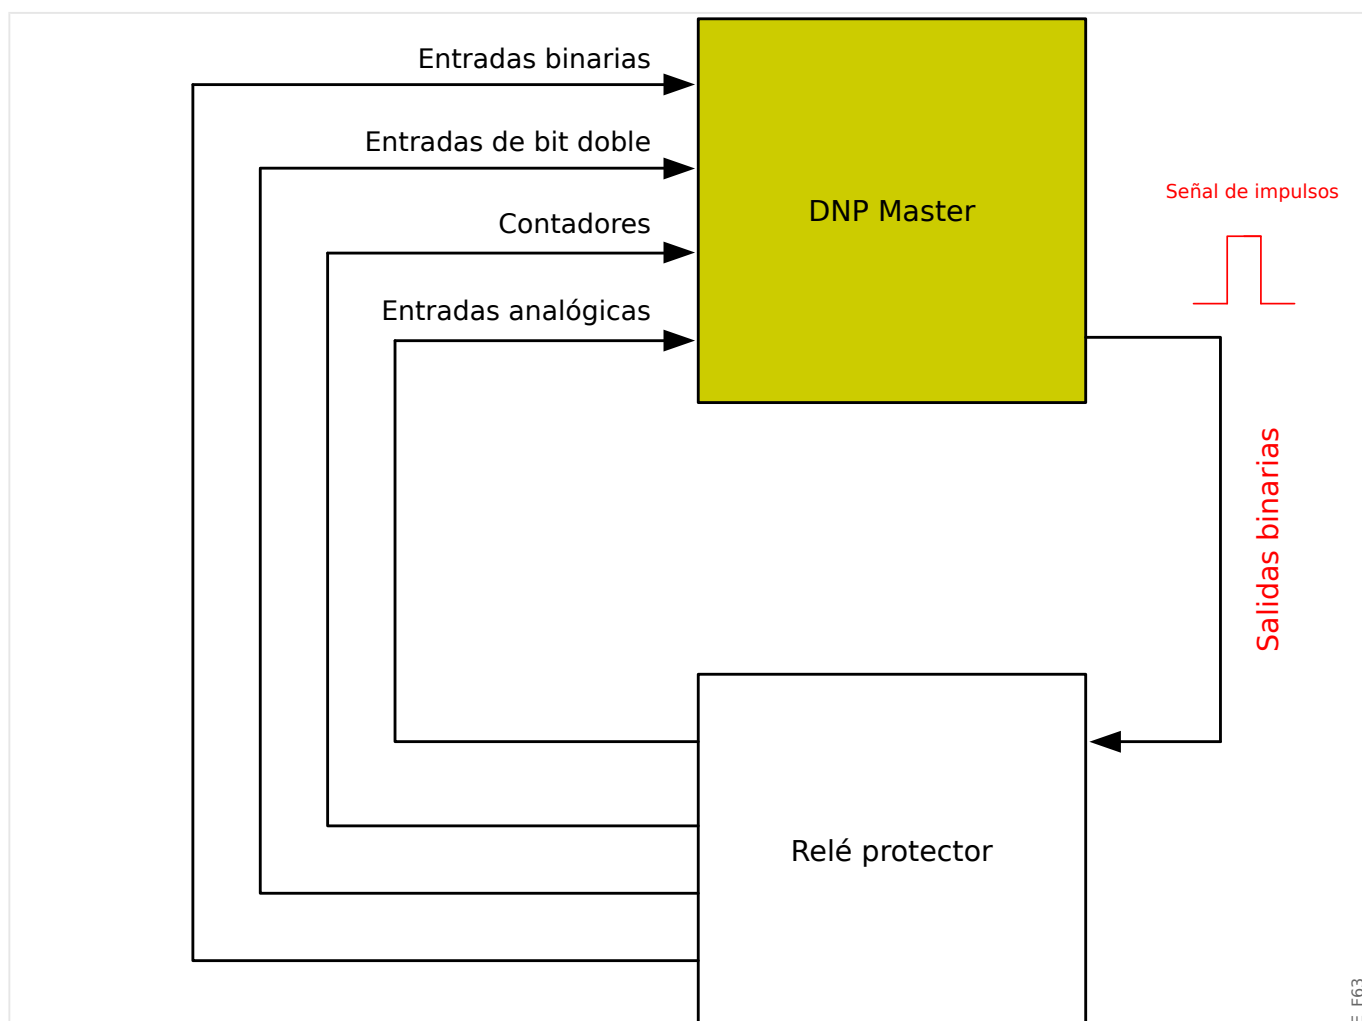 Entradas binarias
Entradas de bit doble
Contadores
Entradas analógicas
DNP Master
Señal de impulsos
Salidas binarias
Relé protector